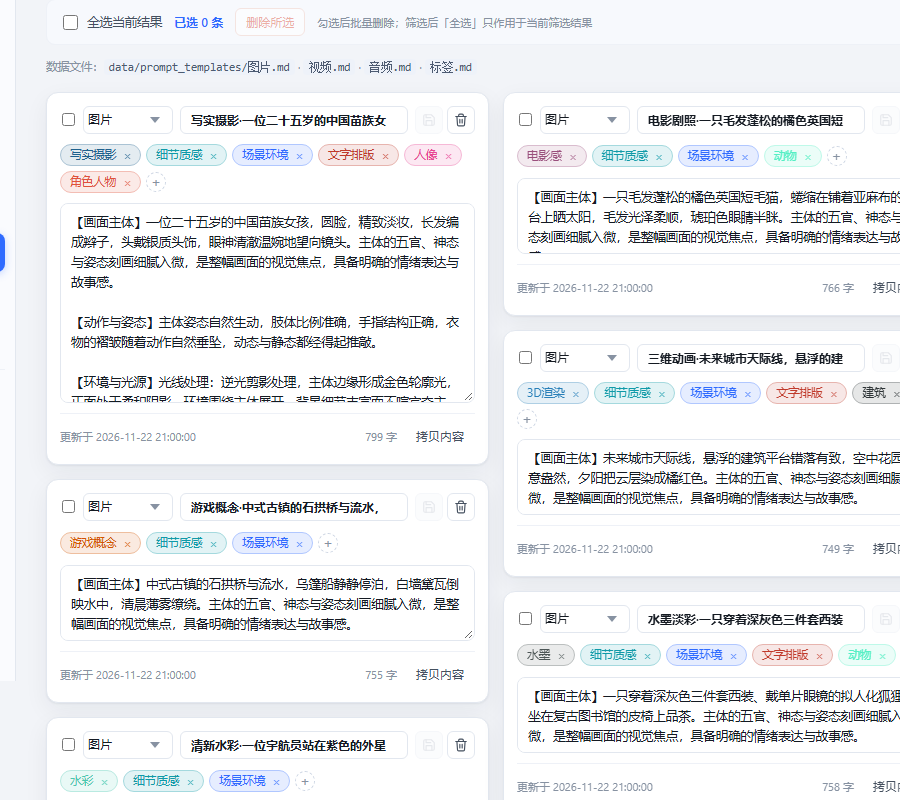 全选当前结果 已选 0 条 删除所选 勾选后批量删除；筛选后「全选」只作用于当前筛选结果
数据文件: data/prompt_templates/图片.md · 视频.md · 音频.md · 标签.md
图片 写实摄影·一位二十五岁的中国苗族女
写实摄影 × 细节质感 × 场景环境 × 文字排版 × 人像 ×
角色人物 × +
【画面主体】一位二十五岁的中国苗族女孩，圆脸，精致淡妆，长发编
成辫子，头戴银质头饰，眼神清澈温婉地望向镜头。主体的五官、神态
与姿态刻画细腻入微，是整幅画面的视觉焦点，具备明确的情绪表达与
故事感。
【动作与姿态】主体姿态自然生动，肢体比例准确，手指结构正确，衣
物的褶皱随着动作自然垂坠，动态与静态都经得起推敲。
【环境与光源】光线处理：逆光剪影处理，主体边缘形成金色轮廓光，
更新于 2026-11-22 21:00:00 799 字 拷贝内容
图片 游戏概念·中式古镇的石拱桥与流水，
游戏概念 × 细节质感 × 场景环境 × +
【画面主体】中式古镇的石拱桥与流水，乌篷船静静停泊，白墙黛瓦倒
映水中，清晨薄雾缭绕。主体的五官、神态与姿态刻画细腻入微，是整
幅画面的视觉焦点，具备明确的情绪表达与故事感。
更新于 2026-11-22 21:00:00 755 字 拷贝内容
图片 清新水彩·一位宇航员站在紫色的外星
水彩 × 细节质感 × 场景环境 × +
图片 电影剧照·一只毛发蓬松的橘色英国短
电影感 × 细节质感 × 场景环境 × 动物 × +
【画面主体】一只毛发蓬松的橘色英国短毛猫，蜷缩在铺着亚麻布的
台上晒太阳，毛发光泽柔顺，琥珀色眼睛半眯。主体的五官、神态与
态刻画细腻入微，是整幅画面的视觉焦点，具备明确的情绪表达与故
更新于 2026-11-22 21:00:00 766 字 拷贝
图片 三维动画·未来城市天际线，悬浮的建
3D渲染 × 细节质感 × 场景环境 × 文字排版 × 建筑 ×
+
【画面主体】未来城市天际线，悬浮的建筑平台错落有致，空中花园
意盎然，夕阳把云层染成橘红色。主体的五官、神态与姿态刻画细腻
微，是整幅画面的视觉焦点，具备明确的情绪表达与故事感。
更新于 2026-11-22 21:00:00 749 字 拷贝
图片 水墨淡彩·一只穿着深灰色三件套西装
水墨 × 细节质感 × 场景环境 × 文字排版 × 动物 ×
【画面主体】一只穿着深灰色三件套西装、戴单片眼镜的拟人化狐狸
坐在复古图书馆的皮椅上品茶。主体的五官、神态与姿态刻画细腻入
微，是整幅画面的视觉焦点，具备明确的情绪表达与故事感。
更新于 2026-11-22 21:00:00 758 字 拷贝